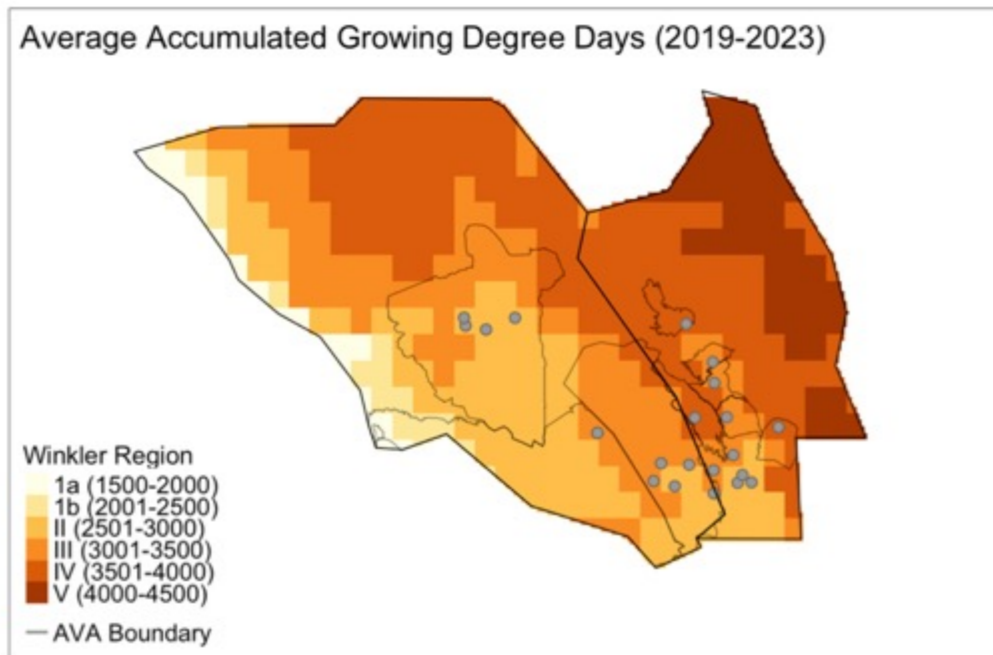 Average Accumulated Growing Degree Days (2019-2023)
Winkler Region
1a (1500-2000)
1b (2001-2500)
II (2501-3000)
III (3001-3500)
IV (3501-4000)
V (4000-4500)
AVA Boundary